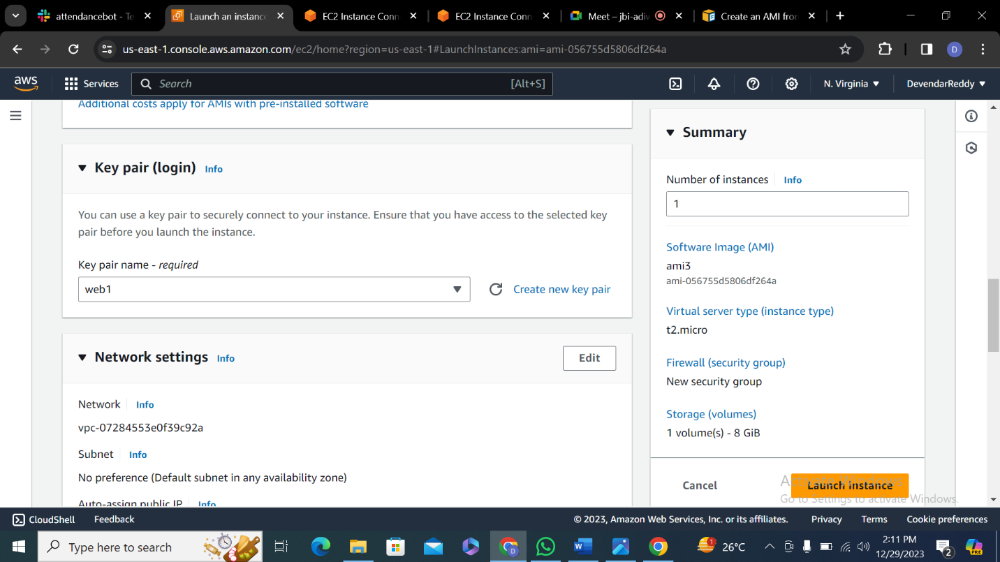 attendancebot - Te
Launch an instance
EC2 Instance Conn
EC2 Instance Conn
Meet – jbi-adiv
Create an AMI fron
us-east-1.console.aws.amazon.com/ec2/home?region=us-east-1#LaunchInstances:ami=ami-056755d5806df264a
D
aws
Services
Search
[Alt+S]
N. Virginia
DevendarReddy
Additional costs apply for AMIs with pre-installed software
Key pair (login) Info
You can use a key pair to securely connect to your instance. Ensure that you have access to the selected key
pair before you launch the instance.
Key pair name - required
web1
Create new key pair
Network settings Info
Edit
Network Info
vpc-07284553e0f39c92a
Subnet Info
No preference (Default subnet in any availability zone)
Auto-assign public IP Info
Summary
Number of instances Info
1
Software Image (AMI)
ami3
ami-056755d5806df264a
Virtual server type (instance type)
t2.micro
Firewall (security group)
New security group
Storage (volumes)
1 volume(s) - 8 GiB
Cancel
Launch instance
Go to Settings to activate Windows.
CloudShell
Feedback
© 2023, Amazon Web Services, Inc. or its affiliates.
Privacy
Terms
Cookie preferences
Type here to search
D
1
26°C
2:11 PM
12/29/2023
2
PRE